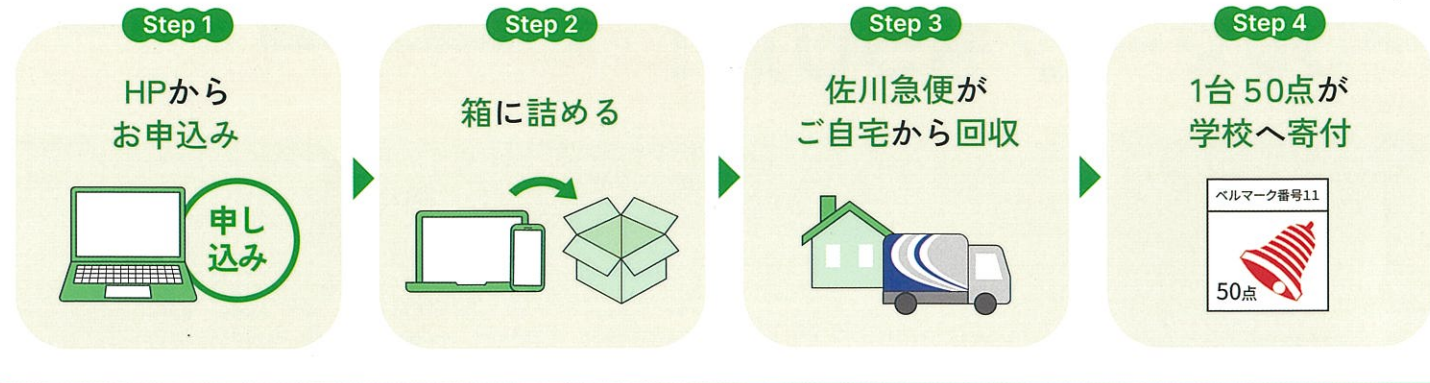 Step 1
HPから
お申込み
申し
込み
Step 2
箱に詰める
Step 3
佐川急便が
ご自宅から回収
Step 4
1台 50点が
学校へ寄付
ベルマーク番号11
50点